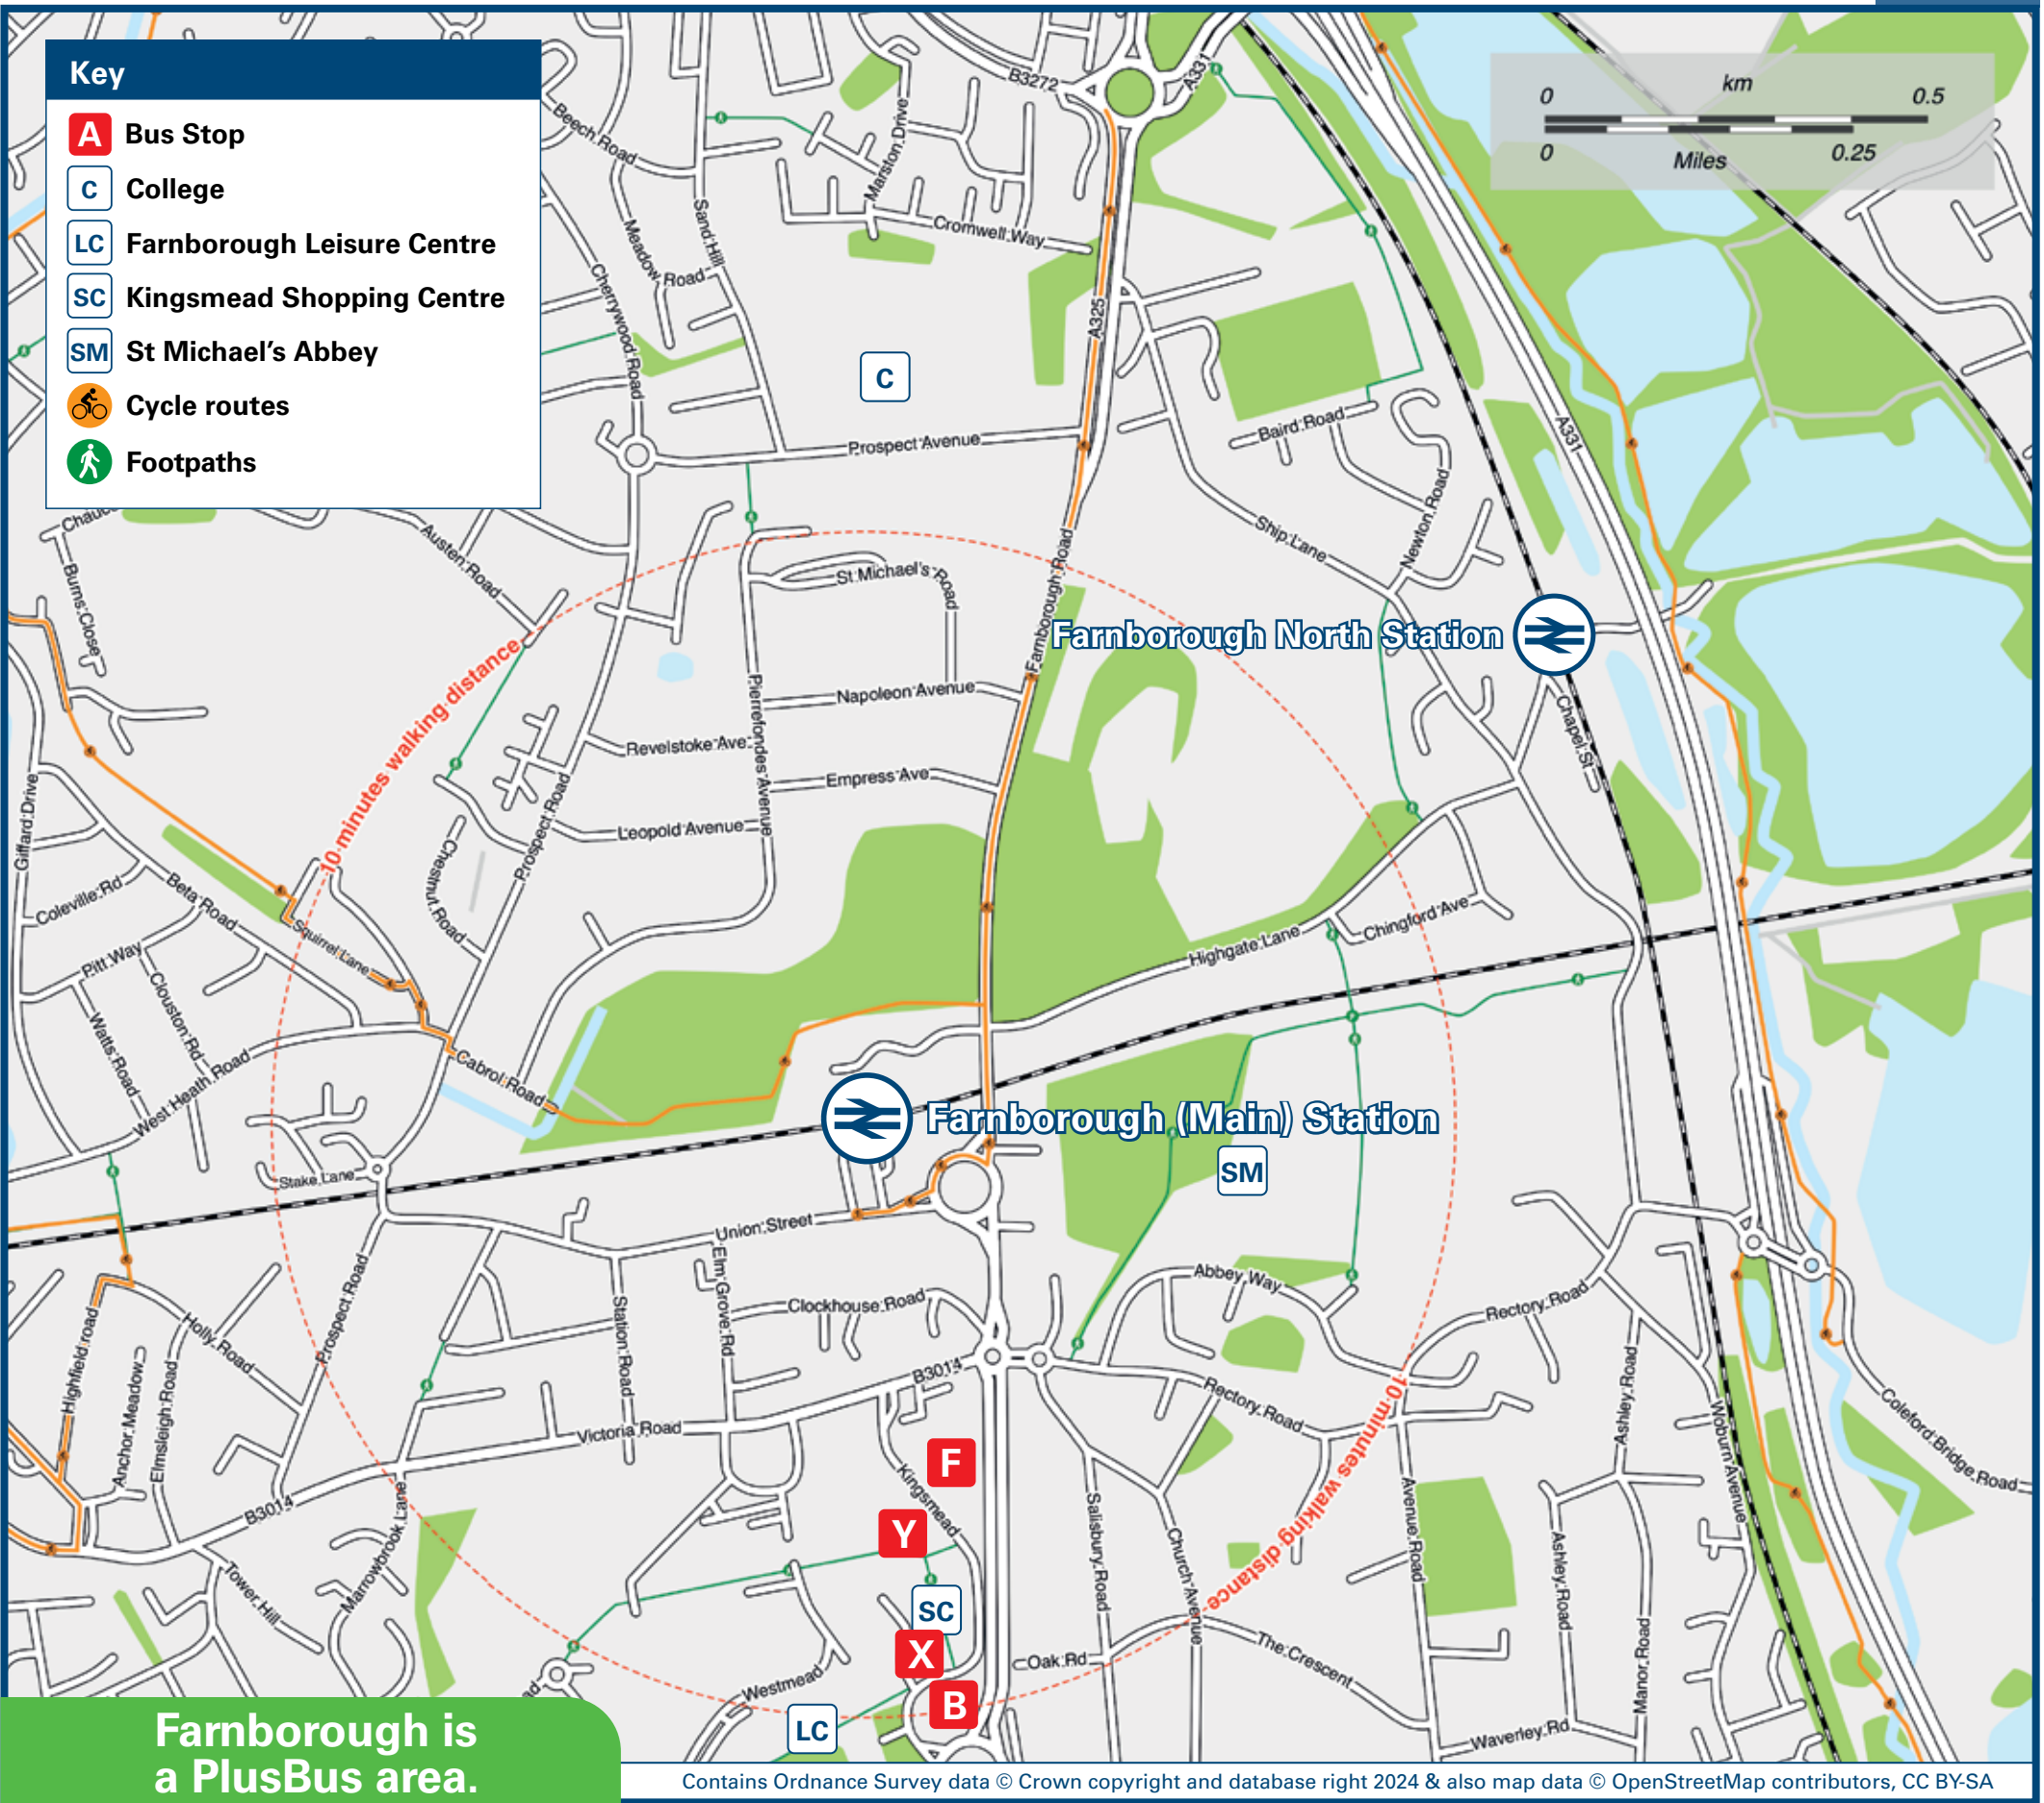 Key
A Bus Stop
C College
LC Farnborough Leisure Centre
SC Kingsmead Shopping Centre
SM St Michael's Abbey
Cycle routes
Footpaths
km
0 0.5
0 Miles 0.25
B3272
A331
Beech Road
Marston Drive
Sand Hill
Meadow Road
Cromwell Way
Cherrywood Road
A325
C
Prospect Avenue
Baird Road
A331
Newton Road
Ship Lane
Austen Road
Burns Close
St Michael's Road
Farnborough Road
Farnborough North Station
10 minutes walking distance
Pierrefondes Avenue
Napoleon Avenue
Revelstoke Ave
Empress Ave
Chapel St
Giffard Drive
Prospect Road
Leopold Avenue
Chestnut Road
Coleville Rd
Beta Road
Squirrel Lane
Chingford Ave
Highgate Lane
Pitt Way
Clouston Rd
Watts Road
West Heath Road
Cabrol Road
Farnborough (Main) Station
SM
Stake Lane
Union Street
Elm Grove Rd
Abbey Way
Station Road
Clockhouse Road
Rectory Road
Prospect Road
Holly Road
Highfield road
Anchor Meadow
Elmsleigh Road
B3014
Rectory Road
10 minutes walking distance
Ashley Road
Woburn Avenue
Coleford Bridge Road
Victoria Road
F
Kingsmead
B3014
Marrowbrook Lane
Y
Salisbury Road
Church Avenue
Avenue Road
Ashley Road
Tower Hill
SC
X
Oak Rd
The Crescent
Manor Road
Westmead
B
LC
Waverley Rd
Farnborough is
a PlusBus area.
Contains Ordnance Survey data © Crown copyright and database right 2024 & also map data © OpenStreetMap contributors, CC BY-SA